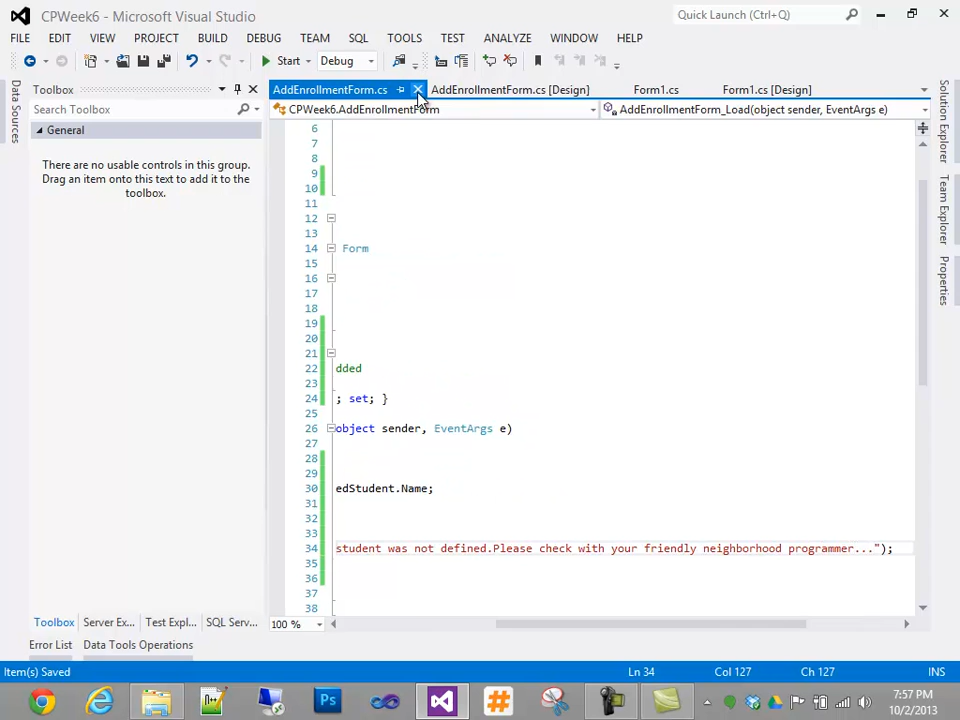 CPWeek6 - Microsoft Visual Studio
Quick Launch (Ctrl+Q)
FILE EDIT VIEW PROJECT BUILD DEBUG TEAM SQL TOOLS TEST ANALYZE WINDOW HELP
Start Debug
Toolbox
AddEnrollmentForm.cs AddEnrollmentForm.cs [Design] Form1.cs Form1.cs [Design]
Search Toolbox
CPWeek6.AddEnrollmentForm
AddEnrollmentForm_Load(object sender, EventArgs e)
General
There are no usable controls in this group.
Drag an item onto this text to add it to the
toolbox.
Data Sources
Solution Explorer
Team Explorer
Properties
6
7
8
9
10
11
12
13
14 Form
15
16
17
18
19
20
21
22 dded
23
24 ; set; }
25
26 object sender, EventArgs e)
27
28
29
30 edStudent.Name;
31
32
33
34 student was not defined.Please check with your friendly neighborhood programmer...");
35
36
37
38
100 %
Toolbox Server Ex... Test Expl... SQL Serv...
Error List Data Tools Operations
Item(s) Saved Ln 34 Col 127 Ch 127 INS
Ps
7:57 PM
10/2/2013